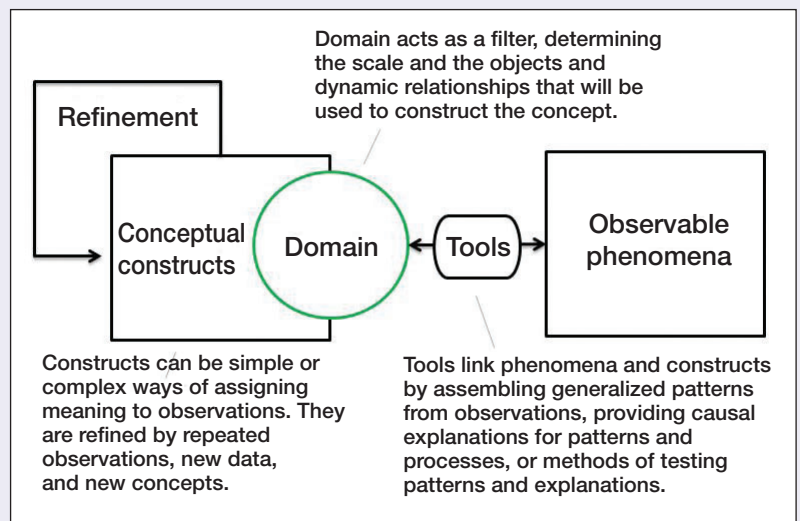 Domain acts as a filter, determining
the scale and the objects and
dynamic relationships that will be
used to construct the concept.
Refinement
Conceptual
constructs
Domain
Tools
Observable
phenomena
Constructs can be simple or
complex ways of assigning
meaning to observations. They
are refined by repeated
observations, new data,
and new concepts.
Tools link phenomena and constructs
by assembling generalized patterns
from observations, providing causal
explanations for patterns and
processes, or methods of testing
patterns and explanations.